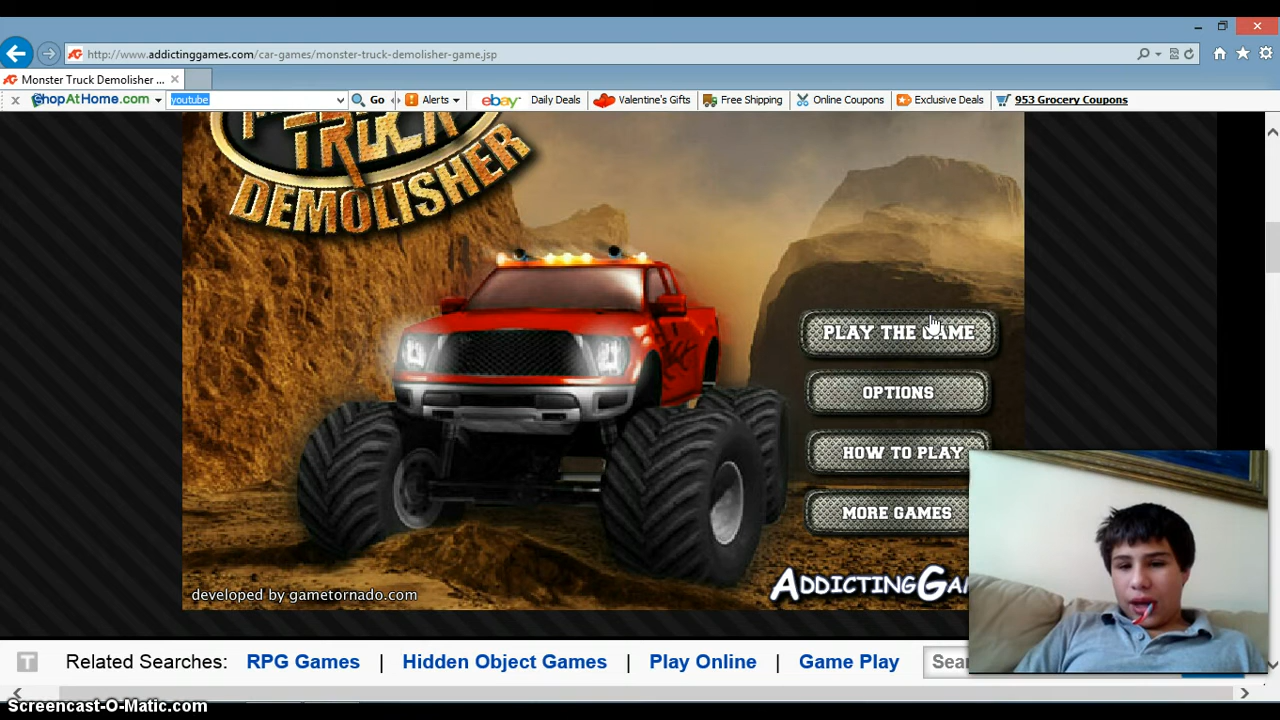 http://www.addictinggames.com/car-games/monster-truck-demolisher-game.jsp
Monster Truck Demolisher ...
ShopAtHome.com
youtube
Go
Alerts
ebay
Daily Deals
Valentine's Gifts
Free Shipping
Online Coupons
Exclusive Deals
953 Grocery Coupons
TRUCK
DEMOLISHER
PLAY THE GAME
OPTIONS
HOW TO PLAY
MORE GAMES
developed by gametornado.com
ADDICTINGGA
T
Related Searches: RPG Games | Hidden Object Games | Play Online | Game Play
Sea
Screencast-O-Matic.com